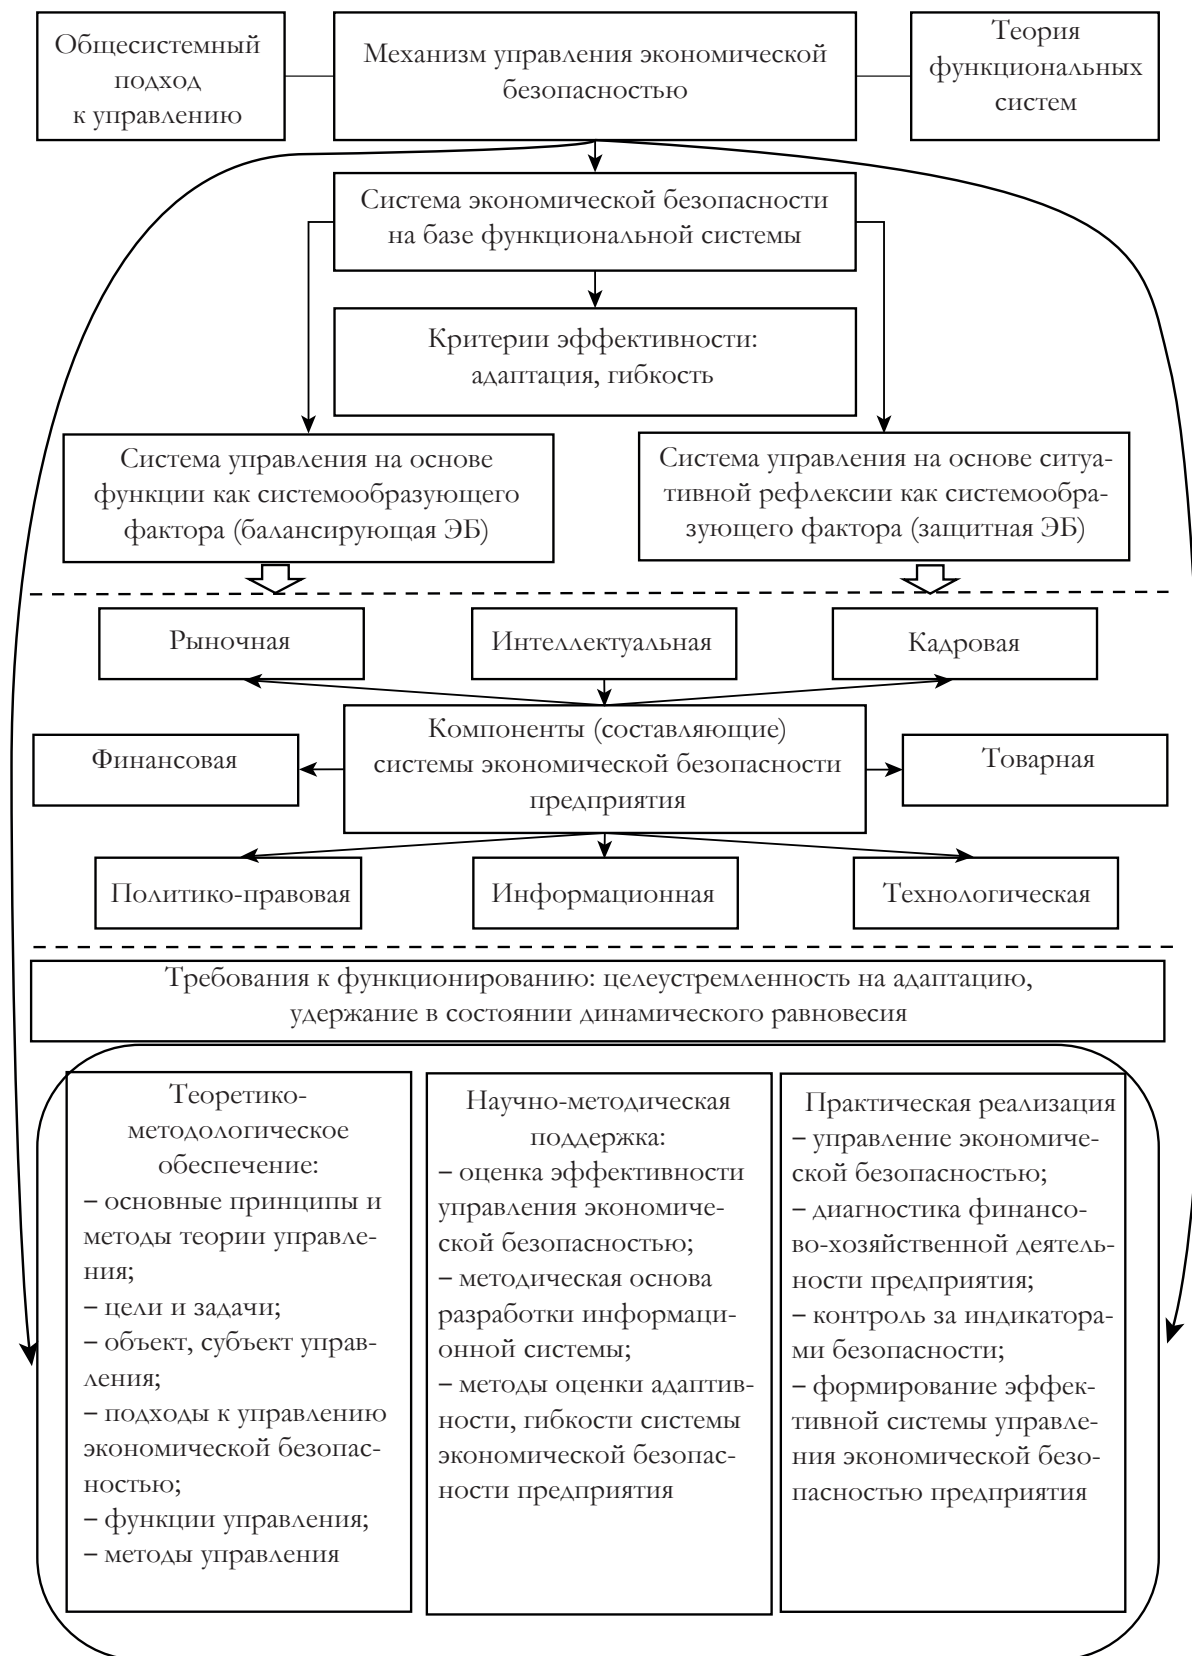 Общесистемный
подход
к управлению
Механизм управления экономической
безопасностью
Теория
функциональных
систем
Система экономической безопасности
на базе функциональной системы
Критерии эффективности:
адаптация, гибкость
Система управления на основе
функции как системообразующего
фактора (балансирующая ЭБ)
Система управления на основе ситуа-
тивной рефлексии как системообра-
зующего фактора (защитная ЭБ)
Рыночная
Интеллектуальная
Кадровая
Финансовая
Компоненты (составляющие)
системы экономической безопасности
предприятия
Товарная
Политико-правовая
Информационная
Технологическая
Требования к функционированию: целеустремленность на адаптацию,
удержание в состоянии динамического равновесия
Теоретико-
методологическое
обеспечение:
– основные принципы и
методы теории управле-
ния;
– цели и задачи;
– объект, субъект управ-
ления;
– подходы к управлению
экономической безопас-
ностью;
– функции управления;
– методы управления
Научно-методическая
поддержка:
– оценка эффективности
управления экономиче-
ской безопасностью;
– методическая основа
разработки информаци-
онной системы;
– методы оценки адаптив-
ности, гибкости системы
экономической безопас-
ности предприятия
Практическая реализация
– управление экономиче-
ской безопасностью;
– диагностика финансо-
во-хозяйственной деятель-
ности предприятия;
– контроль за индикатора-
ми безопасности;
– формирование эффек-
тивной системы управле-
ния экономической безо-
пасностью предприятия